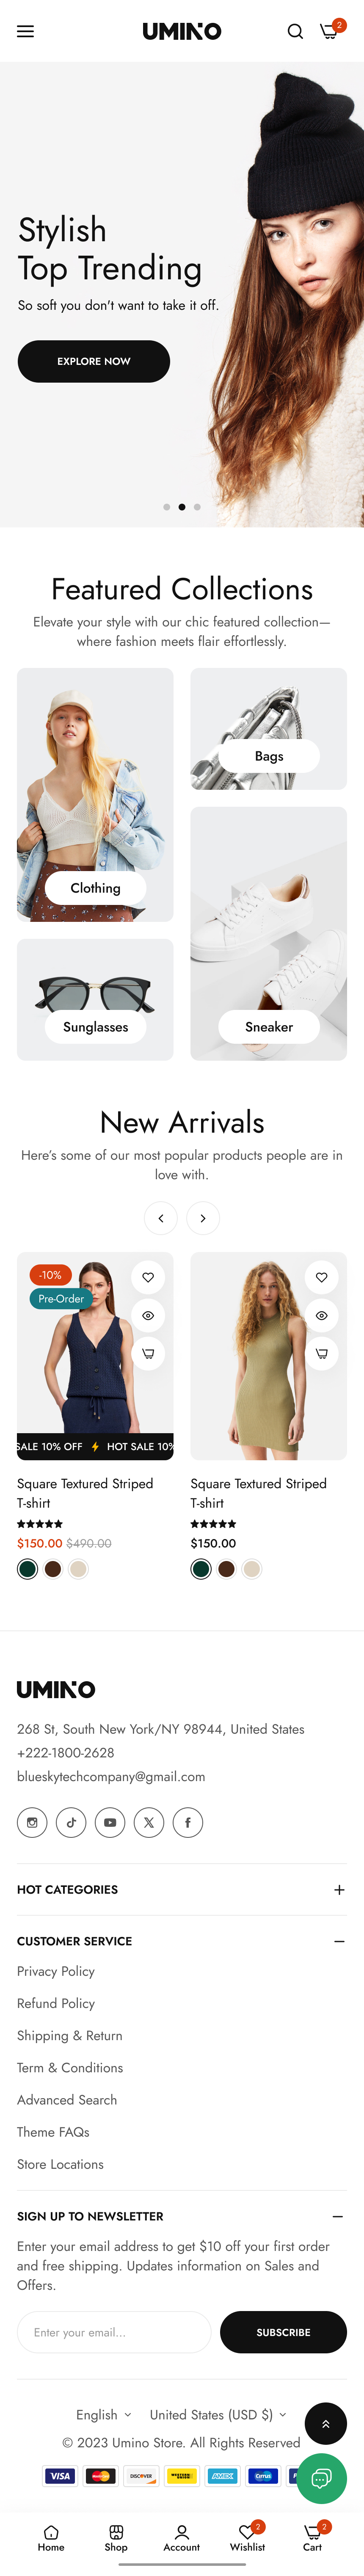 UMINO
2
Stylish
Top Trending
So soft you don't want to take it off.
EXPLORE NOW
Featured Collections
Elevate your style with our chic featured collection—
where fashion meets flair effortlessly.
Clothing
Bags
Sunglasses
Sneaker
New Arrivals
Here's some of our most popular products people are in
love with.
-10%
Pre-Order
SALE 10% OFF HOT SALE 10%
Square Textured Striped
T-shirt
$150.00 $490.00
Square Textured Striped
T-shirt
$150.00
UMINO
268 St, South New York/NY 98944, United States
+222-1800-2628
blueskytechcompany@gmail.com
HOT CATEGORIES
CUSTOMER SERVICE
Privacy Policy
Refund Policy
Shipping & Return
Term & Conditions
Advanced Search
Theme FAQs
Store Locations
SIGN UP TO NEWSLETTER
Enter your email address to get $10 off your first order
and free shipping. Updates information on Sales and
Offers.
Enter your email...
SUBSCRIBE
English United States (USD $)
© 2023 Umino Store. All Rights Reserved
VISA MasterCard DISCOVER WESTERN UNION AMEX Cirrus
2 2
Home Shop Account Wishlist Cart